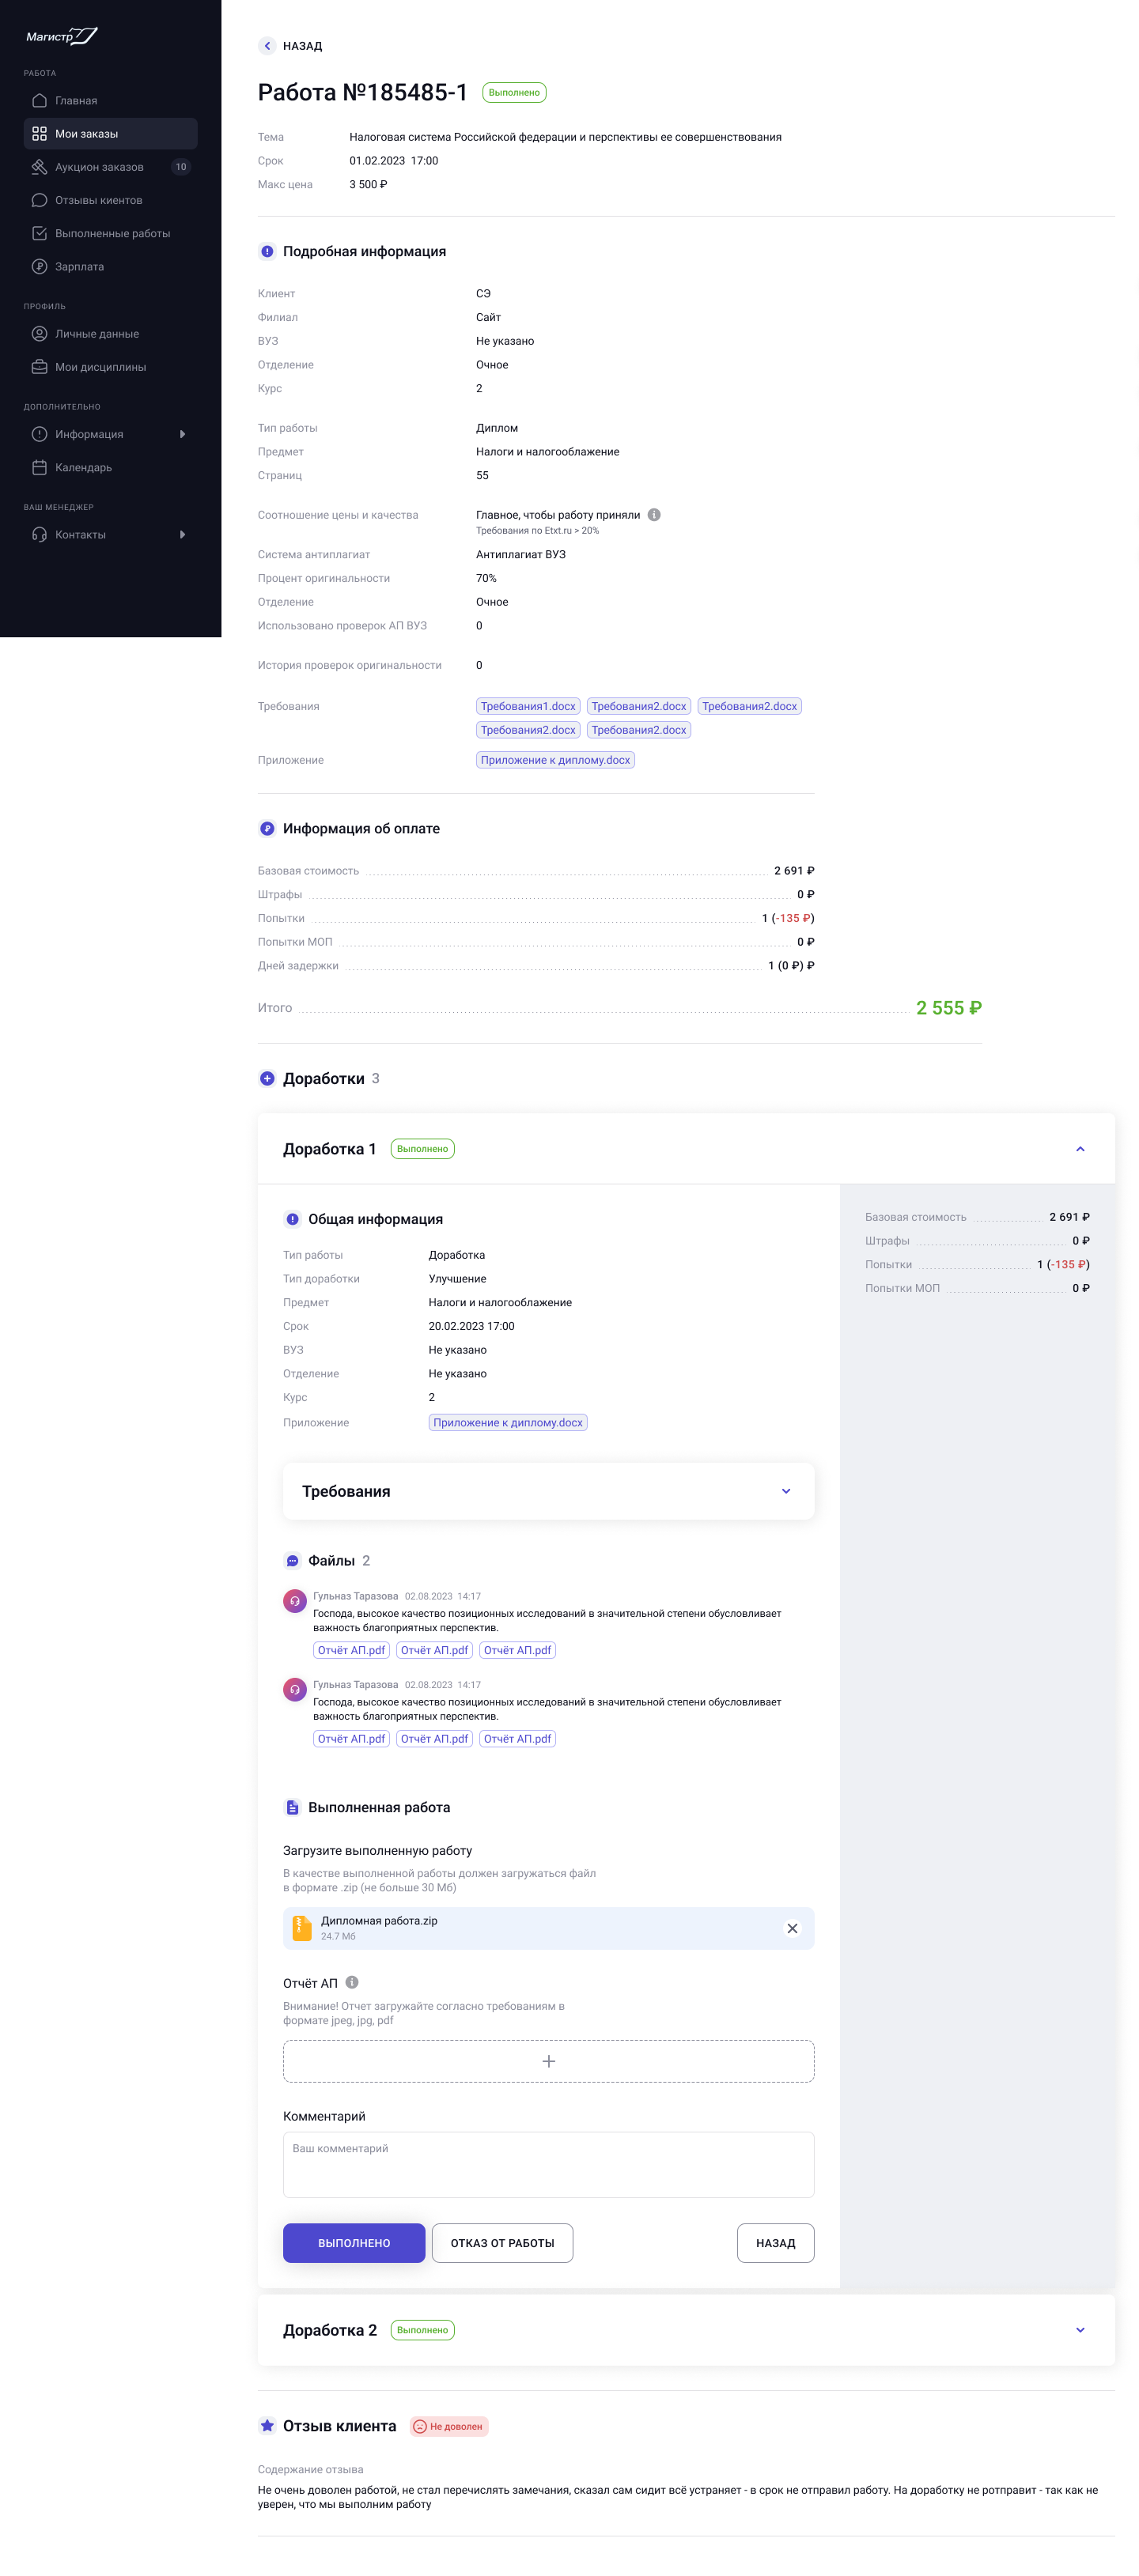 Магистр
РАБОТА
Главная
Мои заказы
Аукцион заказов 10
Отзывы киентов
Выполненные работы
Зарплата
ПРОФИЛЬ
Личные данные
Мои дисциплины
ДОПОЛНИТЕЛЬНО
Информация
Календарь
ВАШ МЕНЕДЖЕР
Контакты
НАЗАД
Работа №185485-1 Выполнено
Тема Налоговая система Российской федерации и перспективы ее совершенствования
Срок 01.02.2023 17:00
Макс цена 3 500 ₽
Подробная информация
Клиент СЭ
Филиал Сайт
ВУЗ Не указано
Отделение Очное
Курс 2
Тип работы Диплом
Предмет Налоги и налогооблажение
Страниц 55
Соотношение цены и качества Главное, чтобы работу приняли
Требования по Etxt.ru > 20%
Система антиплагиат Антиплагиат ВУЗ
Процент оригинальности 70%
Отделение Очное
Использовано проверок АП ВУЗ 0
История проверок оригинальности 0
Требования Требования1.docx Требования2.docx Требования2.docx
Требования2.docx Требования2.docx
Приложение Приложение к диплому.docx
Информация об оплате
Базовая стоимость 2 691 ₽
Штрафы 0 ₽
Попытки 1 (-135 ₽)
Попытки МОП 0 ₽
Дней задержки 1 (0 ₽) ₽
Итого 2 555 ₽
Доработки 3
Доработка 1 Выполнено
Общая информация
Тип работы Доработка
Тип доработки Улучшение
Предмет Налоги и налогооблажение
Срок 20.02.2023 17:00
ВУЗ Не указано
Отделение Не указано
Курс 2
Приложение Приложение к диплому.docx
Требования
Файлы 2
Гульназ Таразова 02.08.2023 14:17
Господа, высокое качество позиционных исследований в значительной степени обусловливает
важность благоприятных перспектив.
Отчёт АП.pdf Отчёт АП.pdf Отчёт АП.pdf
Гульназ Таразова 02.08.2023 14:17
Господа, высокое качество позиционных исследований в значительной степени обусловливает
важность благоприятных перспектив.
Отчёт АП.pdf Отчёт АП.pdf Отчёт АП.pdf
Выполненная работа
Загрузите выполненную работу
В качестве выполненной работы должен загружаться файл
в формате .zip (не больше 30 Мб)
Дипломная работа.zip
24.7 Мб
Отчёт АП
Внимание! Отчет загружайте согласно требованиям в
формате jpeg, jpg, pdf
Комментарий
Ваш комментарий
ВЫПОЛНЕНО ОТКАЗ ОТ РАБОТЫ НАЗАД
Базовая стоимость 2 691 ₽
Штрафы 0 ₽
Попытки 1 (-135 ₽)
Попытки МОП 0 ₽
Доработка 2 Выполнено
Отзыв клиента Не доволен
Содержание отзыва
Не очень доволен работой, не стал перечислять замечания, сказал сам сидит всё устраняет - в срок не отправил работу. На доработку не ротправит - так как не
уверен, что мы выполним работу